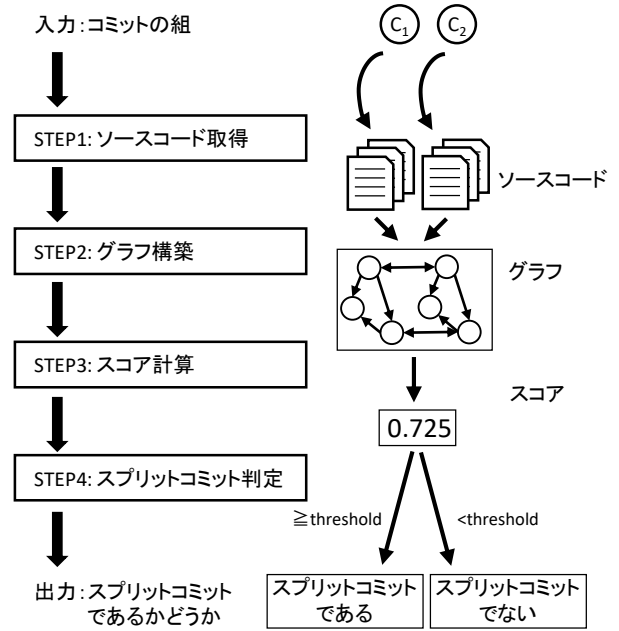 入力：コミットの組
C1 C2
STEP1: ソースコード取得
ソースコード
STEP2: グラフ構築
グラフ
STEP3: スコア計算
スコア
0.725
STEP4: スプリットコミット判定
≧threshold <threshold
出力：スプリットコミット
であるかどうか
スプリットコミット
である
スプリットコミット
でない